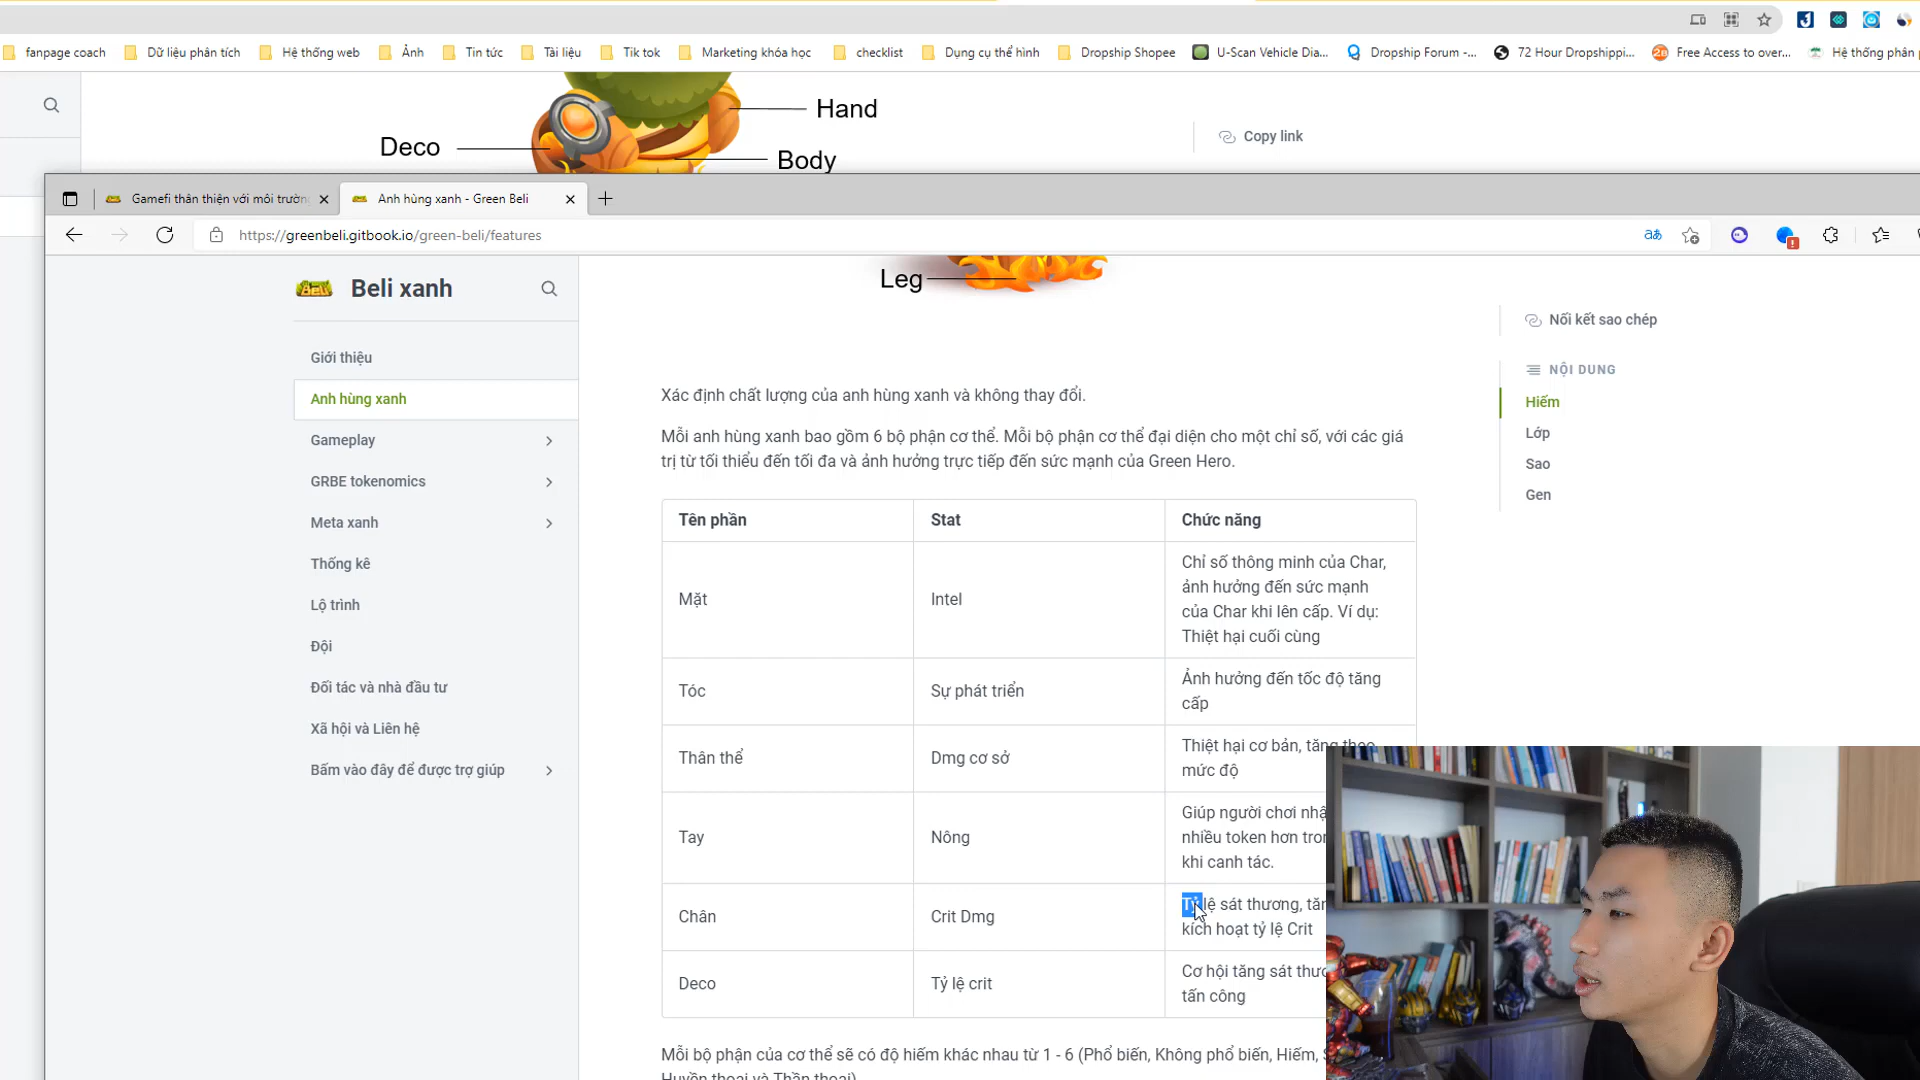 fanpage coach
Dữ liệu phân tích
Hệ thống web
Ảnh
Tin tức
Tài liệu
Tik tok
Marketing khóa học
checklist
Dụng cụ thể hình
Dropship Shopee
U-Scan Vehicle Dia...
Dropship Forum -...
72 Hour Dropshippi...
Free Access to over...
Hệ thống phân
Hand
Deco
Body
Copy link
Gamefi thân thiện với môi trườn
Anh hùng xanh - Green Beli
https://greenbeli.gitbook.io/green-beli/features
Beli xanh
Leg
Nối kết sao chép
Giới thiệu
Anh hùng xanh
Gameplay
GRBE tokenomics
Meta xanh
Thống kê
Lộ trình
Đội
Đối tác và nhà đầu tư
Xã hội và Liên hệ
Bấm vào đây để được trợ giúp
NỘI DUNG
Hiếm
Lớp
Sao
Gen
Xác định chất lượng của anh hùng xanh và không thay đổi.
Mỗi anh hùng xanh bao gồm 6 bộ phận cơ thể. Mỗi bộ phận cơ thể đại diện cho một chỉ số, với các giá
trị từ tối thiểu đến tối đa và ảnh hưởng trực tiếp đến sức mạnh của Green Hero.
Tên phần
Stat
Chức năng
Mặt
Intel
Chỉ số thông minh của Char,
ảnh hưởng đến sức mạnh
của Char khi lên cấp. Ví dụ:
Thiệt hại cuối cùng
Tóc
Sự phát triển
Ảnh hưởng đến tốc độ tăng
cấp
Thân thể
Dmg cơ sở
Thiệt hại cơ bản, tăng theo
mức độ
Tay
Nông
Giúp người chơi
nhiều token hơn
khi canh tác.
Chân
Crit Dmg
Tỷ lệ sát thương,
kích hoạt tỷ lệ Crit
Deco
Tỷ lệ crit
Cơ hội tăng sát
tấn công
Mỗi bộ phận của cơ thể sẽ có độ hiếm khác nhau từ 1 - 6 (Phổ biến, Không phổ biến, Hiếm,
Huyền thoại và Thần thoại)